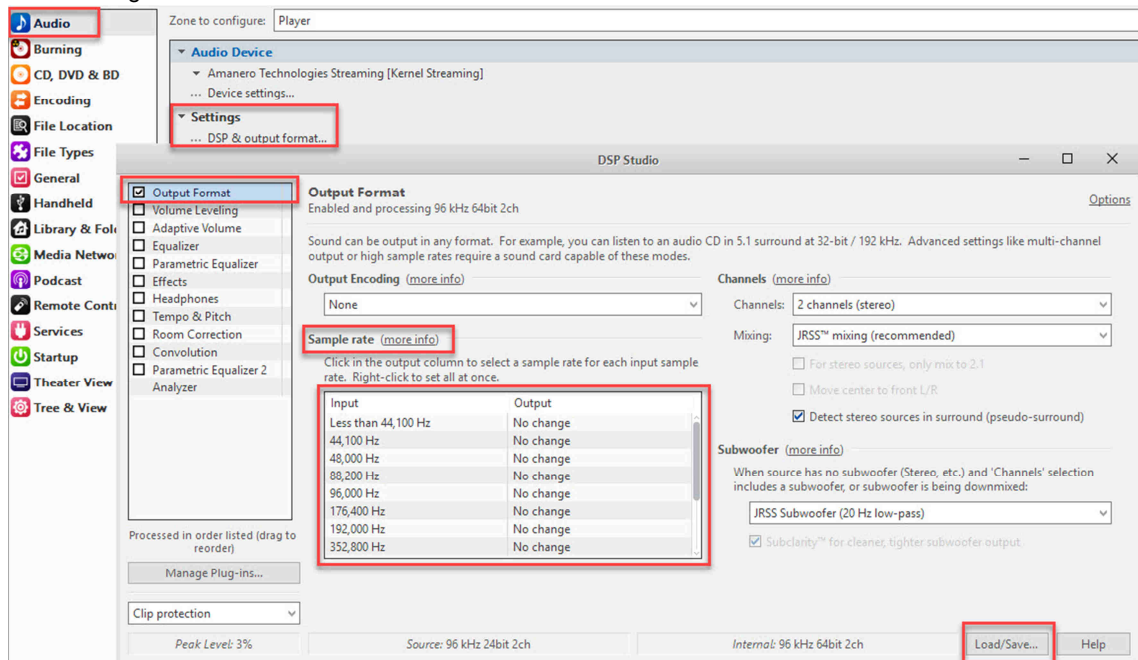 Audio
Burning
CD, DVD & BD
Encoding
File Location
File Types
General
Handheld
Library & Fol
Media Netwo
Podcast
Remote Cont
Services
Startup
Theater View
Tree & View
Zone to configure: Player
Audio Device
Amanero Technologies Streaming [Kernel Streaming]
... Device settings...
Settings
... DSP & output format...
DSP Studio
Output Format
Volume Leveling
Adaptive Volume
Equalizer
Parametric Equalizer
Effects
Headphones
Tempo & Pitch
Room Correction
Convolution
Parametric Equalizer 2
Analyzer
Processed in order listed (drag to
reorder)
Manage Plug-ins...
Clip protection
Output Format
Enabled and processing 96 kHz 64bit 2ch
Options
Sound can be output in any format. For example, you can listen to an audio CD in 5.1 surround at 32-bit / 192 kHz. Advanced settings like multi-channel
output or high sample rates require a sound card capable of these modes.
Output Encoding (more info)
None
Sample rate (more info)
Click in the output column to select a sample rate for each input sample
rate. Right-click to set all at once.
Input Output
Less than 44,100 Hz No change
44,100 Hz No change
48,000 Hz No change
88,200 Hz No change
96,000 Hz No change
176,400 Hz No change
192,000 Hz No change
352,800 Hz No change
Channels (more info)
Channels: 2 channels (stereo)
Mixing: JRSS™ mixing (recommended)
For stereo sources, only mix to 2.1
Move center to front L/R
Detect stereo sources in surround (pseudo-surround)
Subwoofer (more info)
When source has no subwoofer (Stereo, etc.) and 'Channels' selection
includes a subwoofer, or subwoofer is being downmixed:
JRSS Subwoofer (20 Hz low-pass)
Subclarity™ for cleaner, tighter subwoofer output
Peak Level: 3%
Source: 96 kHz 24bit 2ch
Internal: 96 kHz 64bit 2ch
Load/Save...
Help